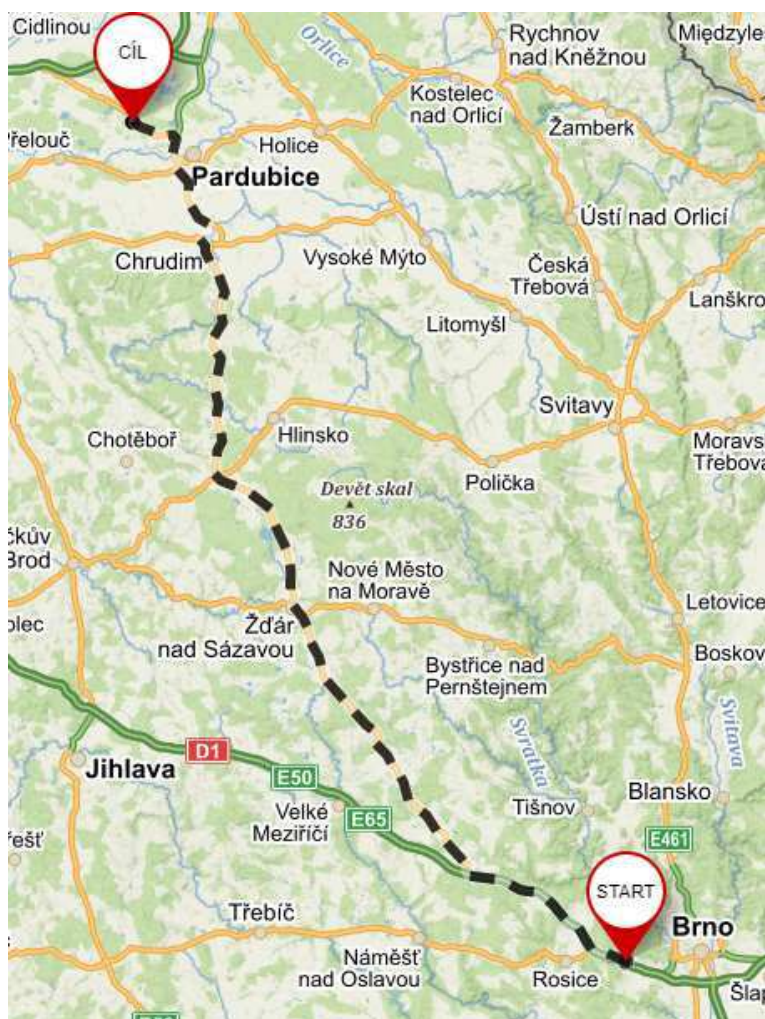 Cidlinou
CÍL
Orlice
Rychnov
nad Kněžnou
Międzyle
Kostelec
nad Orlicí
Žamberk
Přelouč
Holice
Pardubice
Ústí nad Orlicí
Chrudim
Vysoké Mýto
Česká
Třebová
Lanškro
Litomyšl
Svitavy
Chotěboř
Hlinsko
Moravs
Třebova
Polička
Devět skal
836
čkův
Brod
Nové Město
na Moravě
Letovice
olec
Žďár
nad Sázavou
Bystřice nad
Pernštejnem
Boskov
Svratka
Svitava
D1
Jihlava
E50
Velké
Meziříčí
E65
Tišnov
Blansko
E461
řešť
START
Třebíč
Brno
Náměšť
nad Oslavou
Rosice
Šlap